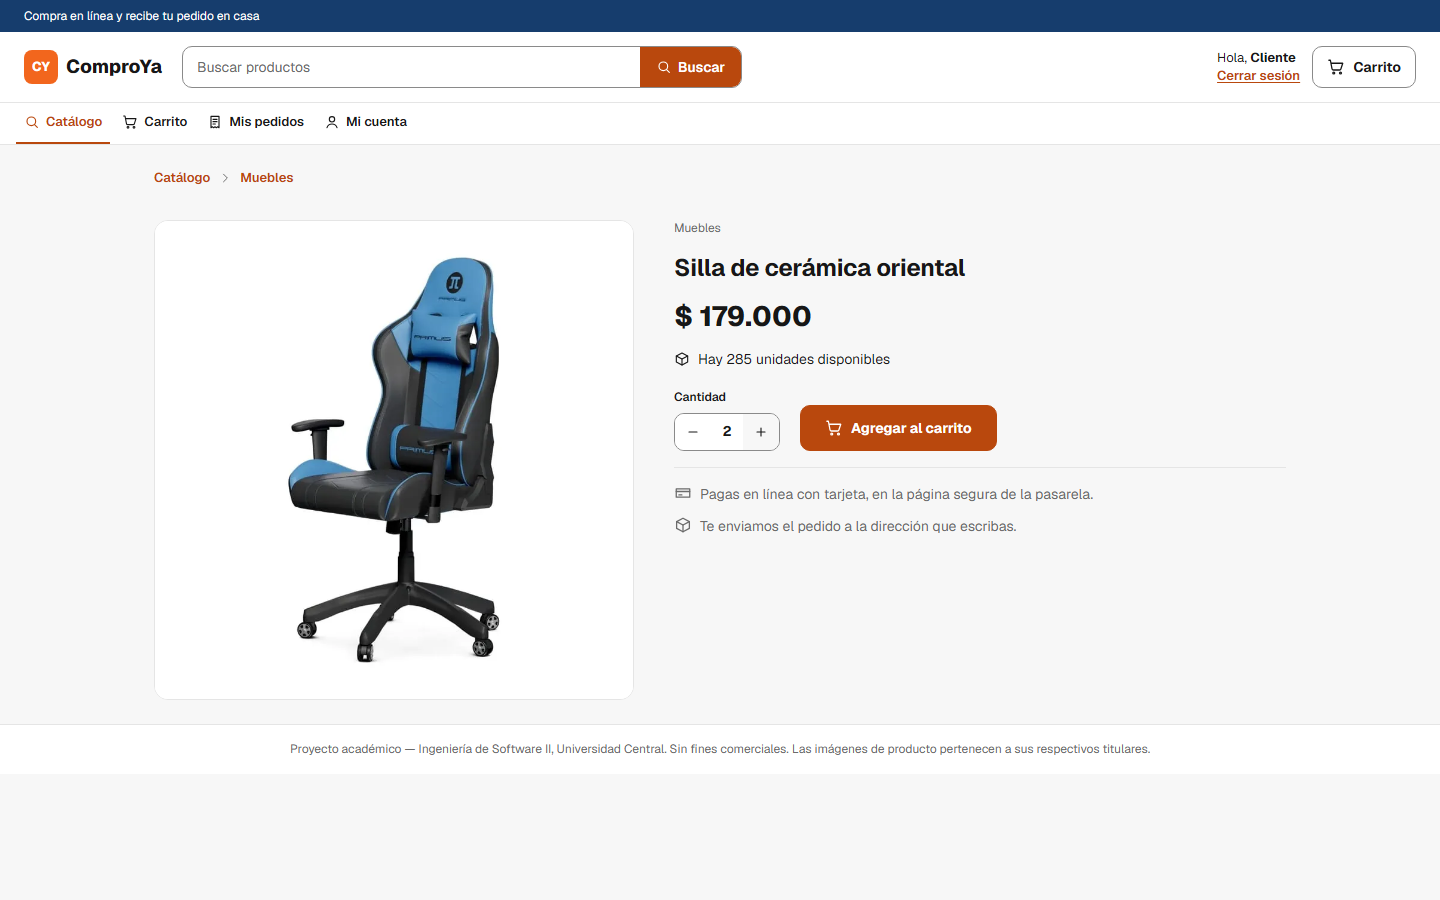 Compra en línea y recibe tu pedido en casa
CY ComproYa
Buscar productos
Buscar
Hola, Cliente
Cerrar sesión
Carrito
Catálogo
Carrito
Mis pedidos
Mi cuenta
Catálogo
Muebles
PRIMUS
PRIMUS
Muebles
Silla de cerámica oriental
$ 179.000
Hay 285 unidades disponibles
Cantidad
− 2 +
Agregar al carrito
Pagas en línea con tarjeta, en la página segura de la pasarela.
Te enviamos el pedido a la dirección que escribas.
Proyecto académico — Ingeniería de Software II, Universidad Central. Sin fines comerciales. Las imágenes de producto pertenecen a sus respectivos titulares.